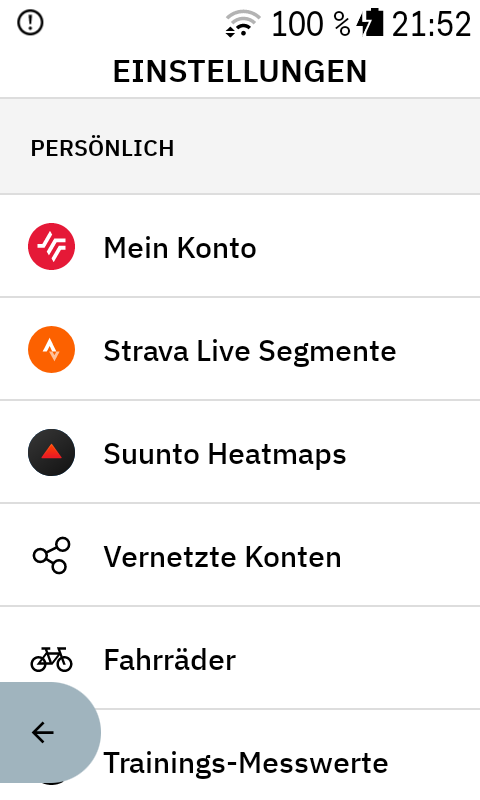 100 % 21:52
EINSTELLUNGEN
PERSÖNLICH
Mein Konto
Strava Live Segmente
Suunto Heatmaps
Vernetzte Konten
Fahrräder
Trainings-Messwerte